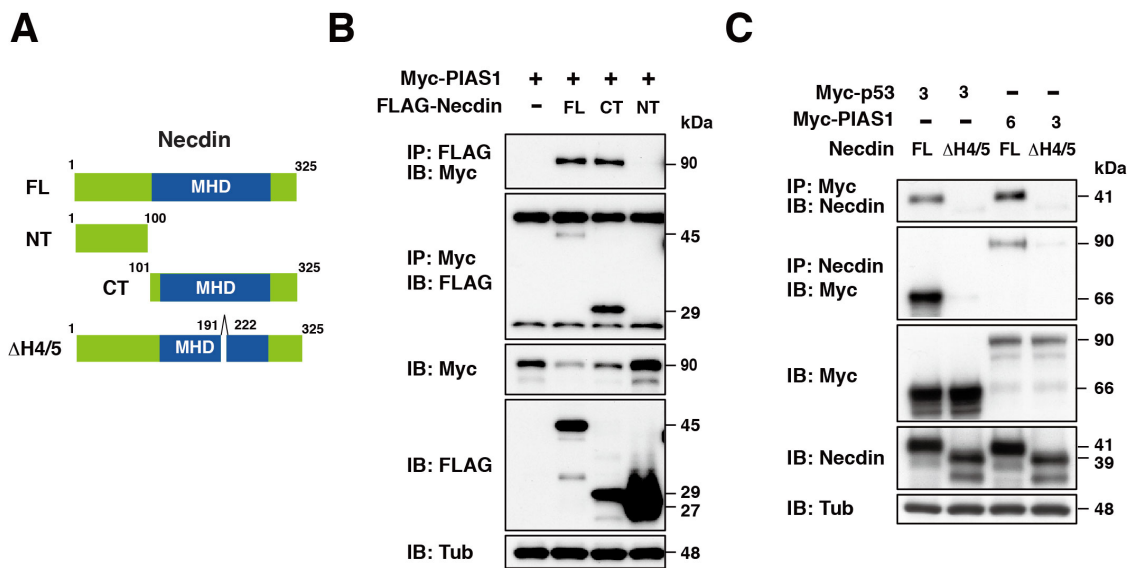 A
Necdin
1 325
FL MHD
1 100
NT
101 325
CT MHD
1 191 222 325
ΔH4/5 MHD
B
Myc-PIAS1 + + + +
FLAG-Necdin – FL CT NT
kDa
IP: FLAG
IB: Myc
90
45
IP: Myc
IB: FLAG
29
IB: Myc 90
45
IB: FLAG
29
27
IB: Tub 48
C
Myc-p53 3 3 – –
Myc-PIAS1 – – 6 3
Necdin FL ΔH4/5 FL ΔH4/5
kDa
IP: Myc
IB: Necdin
41
90
IP: Necdin
IB: Myc
66
90
IB: Myc
66
41
IB: Necdin
39
IB: Tub 48